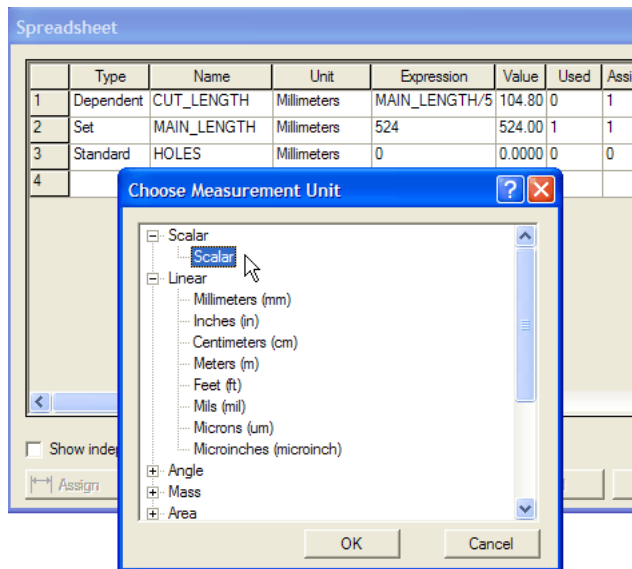 Spreadsheet
Type Name Unit Expression Value Used Assi
1 Dependent CUT_LENGTH Millimeters MAIN_LENGTH/5 104.80 0 1
2 Set MAIN_LENGTH Millimeters 524 524.00 1 1
3 Standard HOLES Millimeters 0 0.0000 0 0
4
Choose Measurement Unit
Scalar
Scalar
Linear
Millimeters (mm)
Inches (in)
Centimeters (cm)
Meters (m)
Feet (ft)
Mils (mil)
Microns (um)
Microinches (microinch)
Angle
Mass
Area
OK Cancel
Show inde
Assign